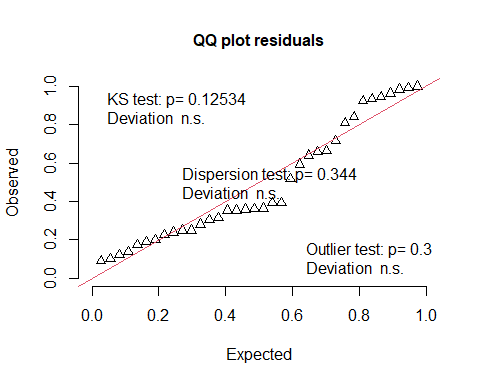 QQ plot residuals
KS test: p= 0.12534
Deviation n.s.
Dispersion test: p= 0.344
Deviation n.s.
Outlier test: p= 0.3
Deviation n.s.
Observed
0.0 0.2 0.4 0.6 0.8 1.0
0.0 0.2 0.4 0.6 0.8 1.0
Expected